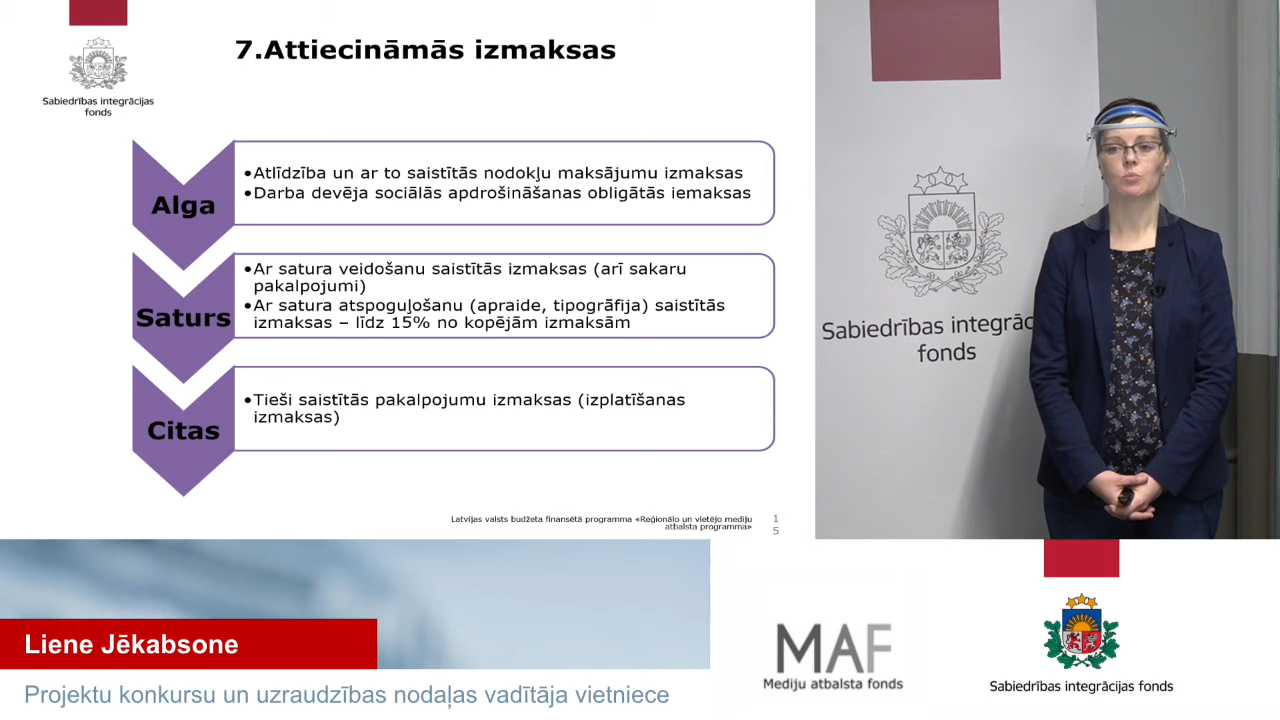 7.Attiecināmās izmaksas
Sabiedrības integrācijas
fonds
Alga
•Atlīdzība un ar to saistītās nodokļu maksājumu izmaksas
•Darba devēja sociālās apdrošināšanas obligātās iemaksas
Saturs
•Ar satura veidošanu saistītās izmaksas (arī sakaru
pakalpojumi)
•Ar satura atspoguļošanu (apraide, tipogrāfija) saistītās
izmaksas – līdz 15% no kopējām izmaksām
Citas
•Tieši saistītās pakalpojumu izmaksas (izplatīšanas
izmaksas)
Latvijas valsts budžeta finansētā programma «Reģionālo un vietējo mediju
atbalsta programma»
1
5
Sabiedrības integrāc
fonds
Liene Jēkabsone
Projektu konkursu un uzraudzības nodaļas vadītāja vietniece
MAF
Mediju atbalsta fonds
Sabiedrības integrācijas fonds